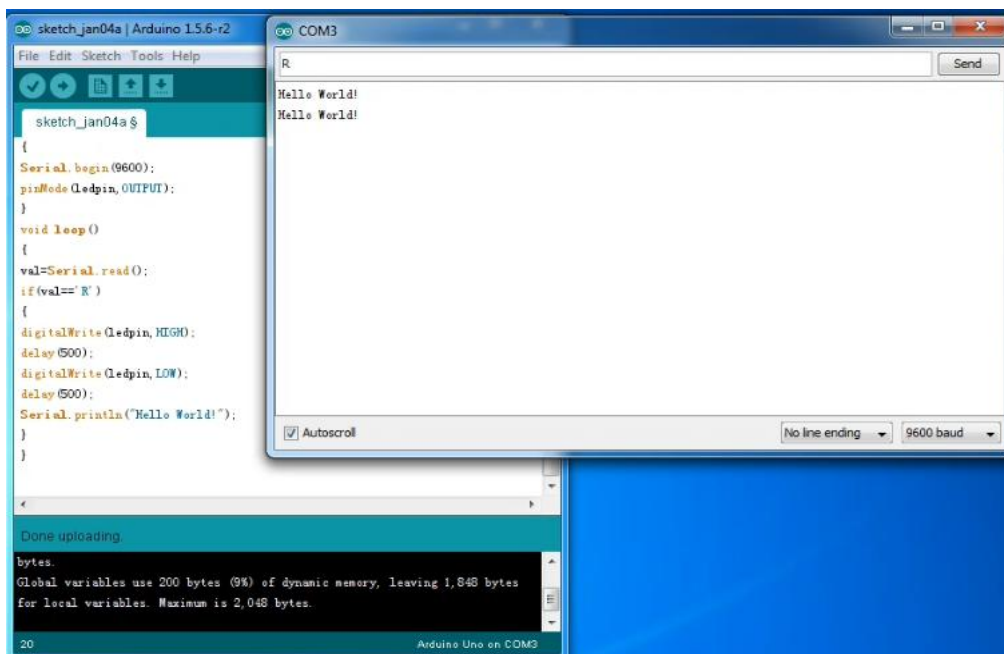 sketch_jan04a | Arduino 1.5.6-r2
File Edit Sketch Tools Help
sketch_jan04a §
{
Serial.begin(9600);
pinMode(ledpin,OUTPUT);
}
void loop()
{
val=Serial.read();
if(val=='R')
{
digitalWrite(ledpin,HIGH);
delay(500);
digitalWrite(ledpin,LOW);
delay(500);
Serial.println("Hello World!");
}
}
Done uploading.
bytes.
Global variables use 200 bytes (9%) of dynamic memory, leaving 1,848 bytes
for local variables. Maximum is 2,048 bytes.
20 Arduino Uno on COM3
COM3
R Send
Hello World!
Hello World!
Autoscroll No line ending 9600 baud